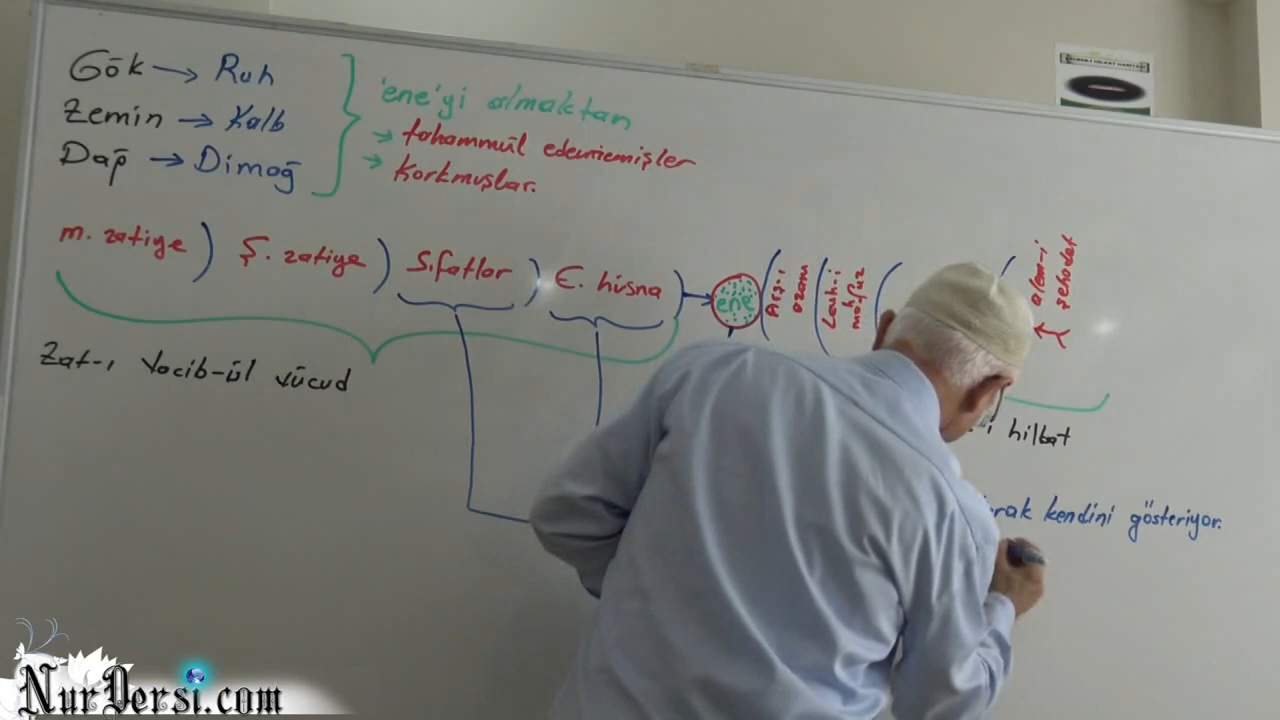 Gök → Ruh
Zemin → Kalb
Dağ → Dimağ
'ene'yi almaktan
→ tahammül edememişler
→ korkmuşlar.
m. zatiye ) Ş. zatiye ) Sıfatlar ) E. hüsna ) → ene
Arş-ı azam
Levh-i mahfuz
alem-i şehadet
Zat-ı Vacib-ül vücud
i hilkat
arak kendini gösteriyor.
NurDersi.com